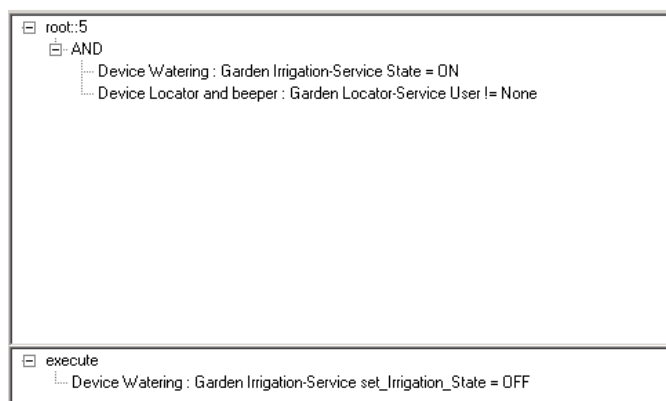 root::5
AND
Device Watering : Garden Irrigation-Service State = ON
Device Locator and beeper : Garden Locator-Service User != None
execute
Device Watering : Garden Irrigation-Service set_Irrigation_State = OFF